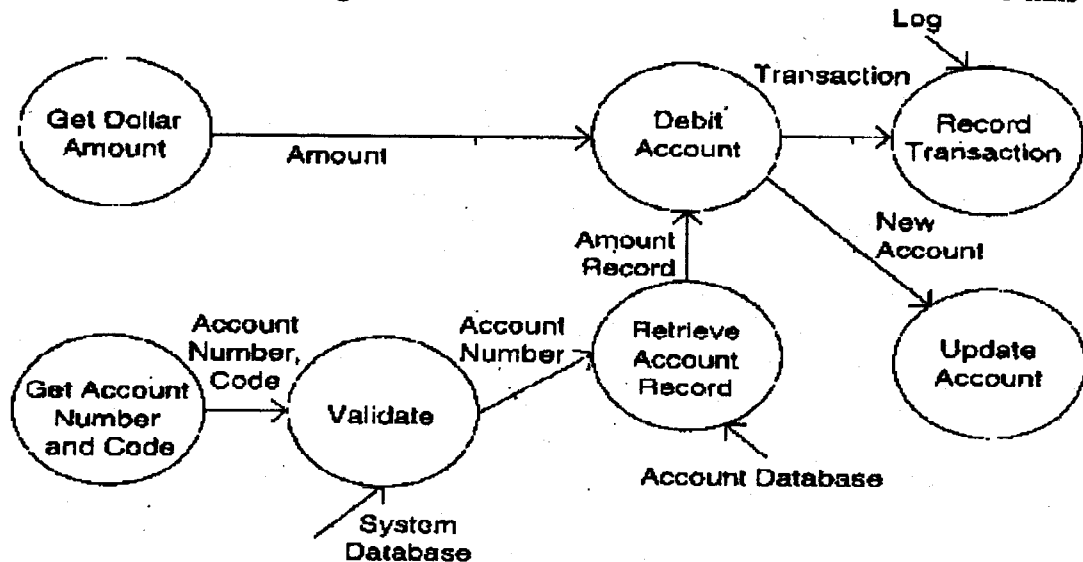 Log
Transaction
Get Dollar
Amount
Amount
Debit
Account
Record
Transaction
Amount
Record
New
Account
Account
Number,
Code
Account
Number
Get Account
Number
and Code
Validate
Retrieve
Account
Record
Update
Account
Account Database
System
Database